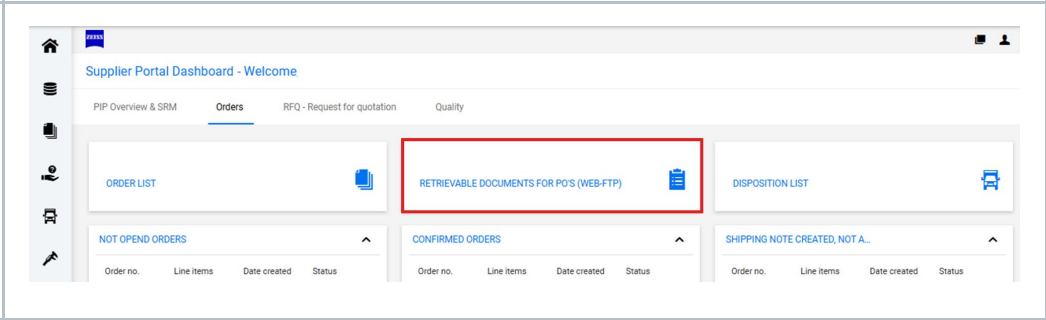 ZEISS
Supplier Portal Dashboard - Welcome
PIP Overview & SRM Orders RFQ - Request for quotation Quality
ORDER LIST RETRIEVABLE DOCUMENTS FOR PO'S (WEB-FTP) DISPOSITION LIST
NOT OPEND ORDERS CONFIRMED ORDERS SHIPPING NOTE CREATED, NOT A...
Order no. Line items Date created Status Order no. Line items Date created Status Order no. Line items Date created Status